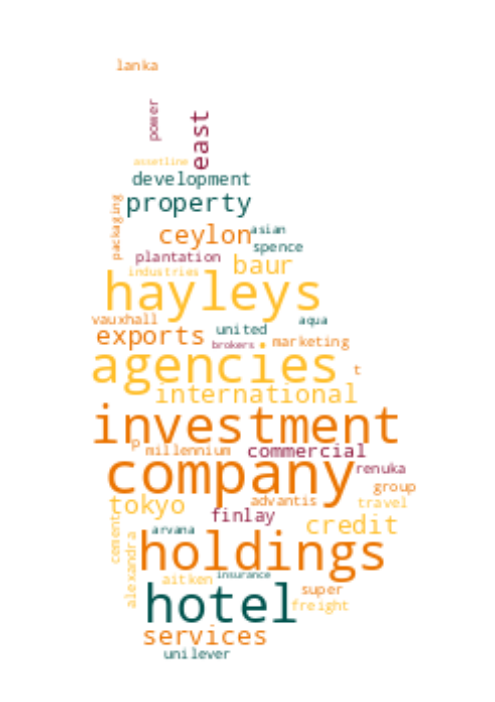 lanka
power
east
assetline
development
packaging
property
ceylon
asian
spence
plantation
baur
industries
hayleys
vauxhall
aqua
exports
united
brokers
marketing
agencies
t
international
investment
p
millennium
commercial
company
renuka
group
tokyo
advantis
travel
cement
finlay
credit
arvana
holdings
alexandra
aitken
insurance
hotel
super
freight
services
unilever